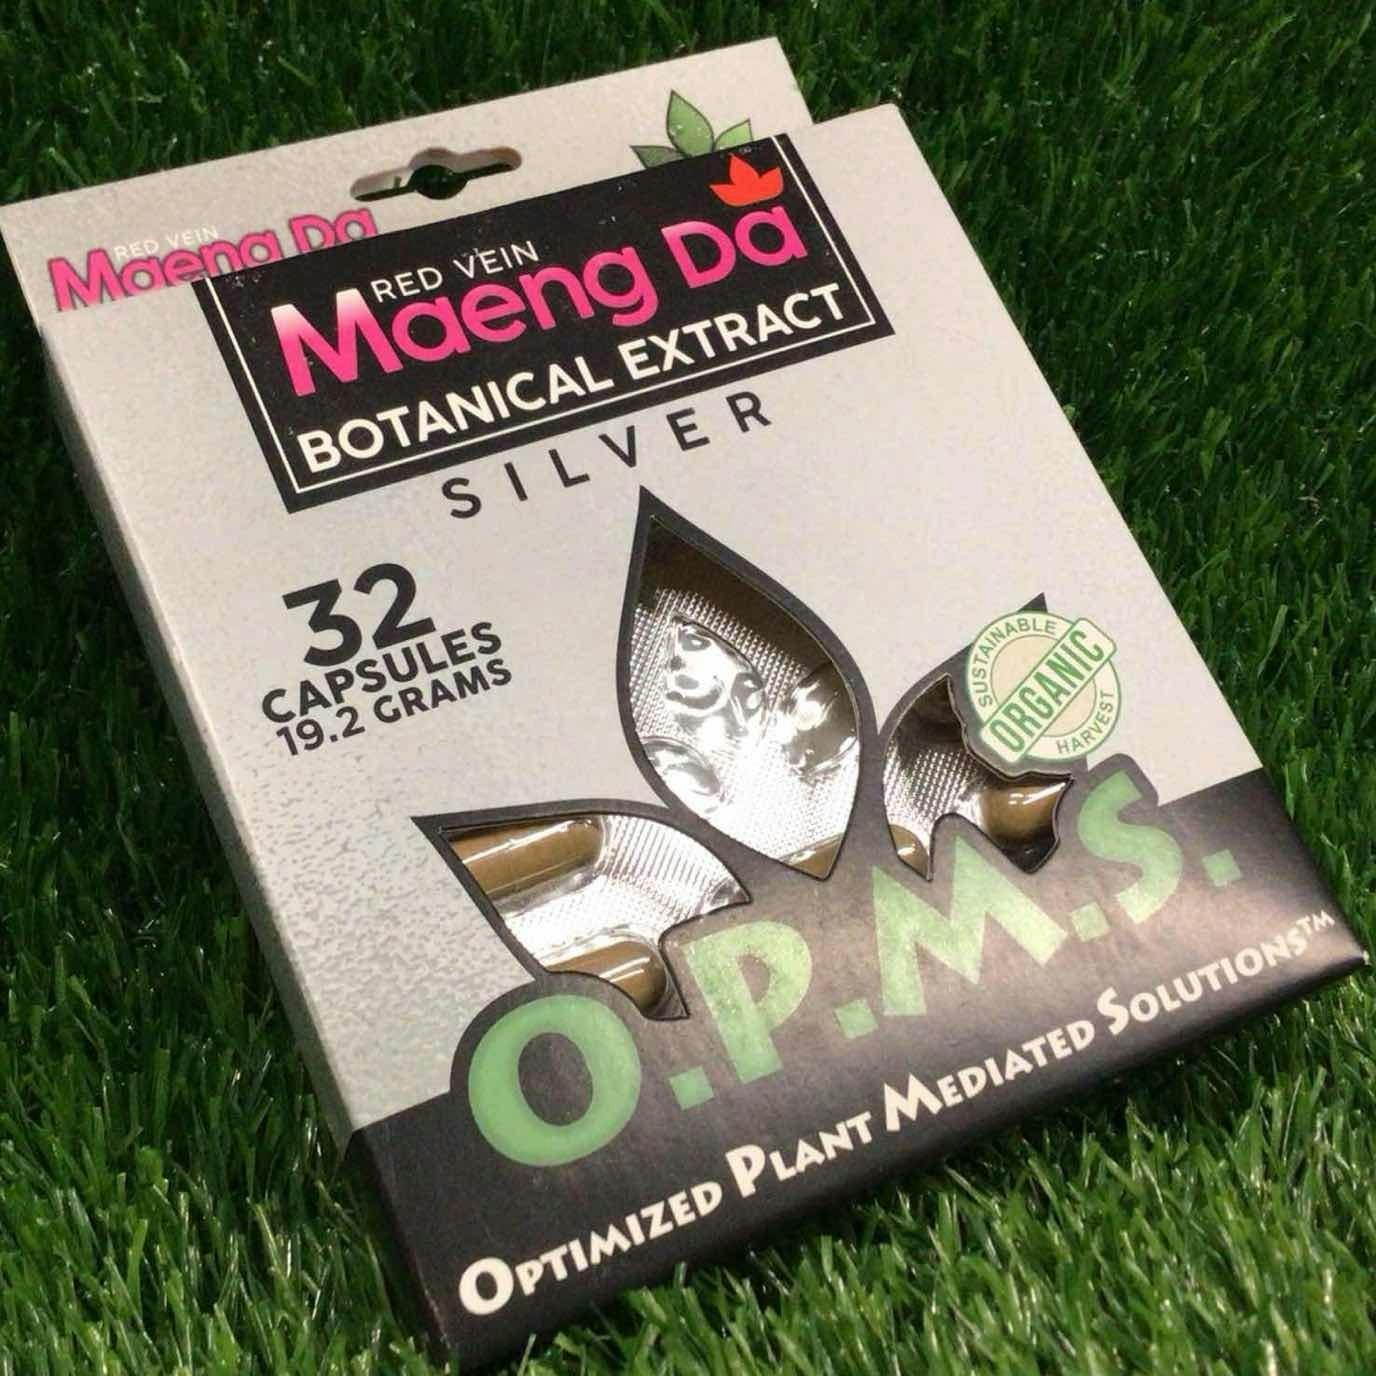 RED VEIN
Maeng Da
RED VEIN
Maeng Da
BOTANICAL EXTRACT
SILVER
32
CAPSULES
19.2 GRAMS
SUSTAINABLE
ORGANIC
HARVEST
O.P.M.S.
OPTIMIZED PLANT MEDIATED SOLUTIONS™